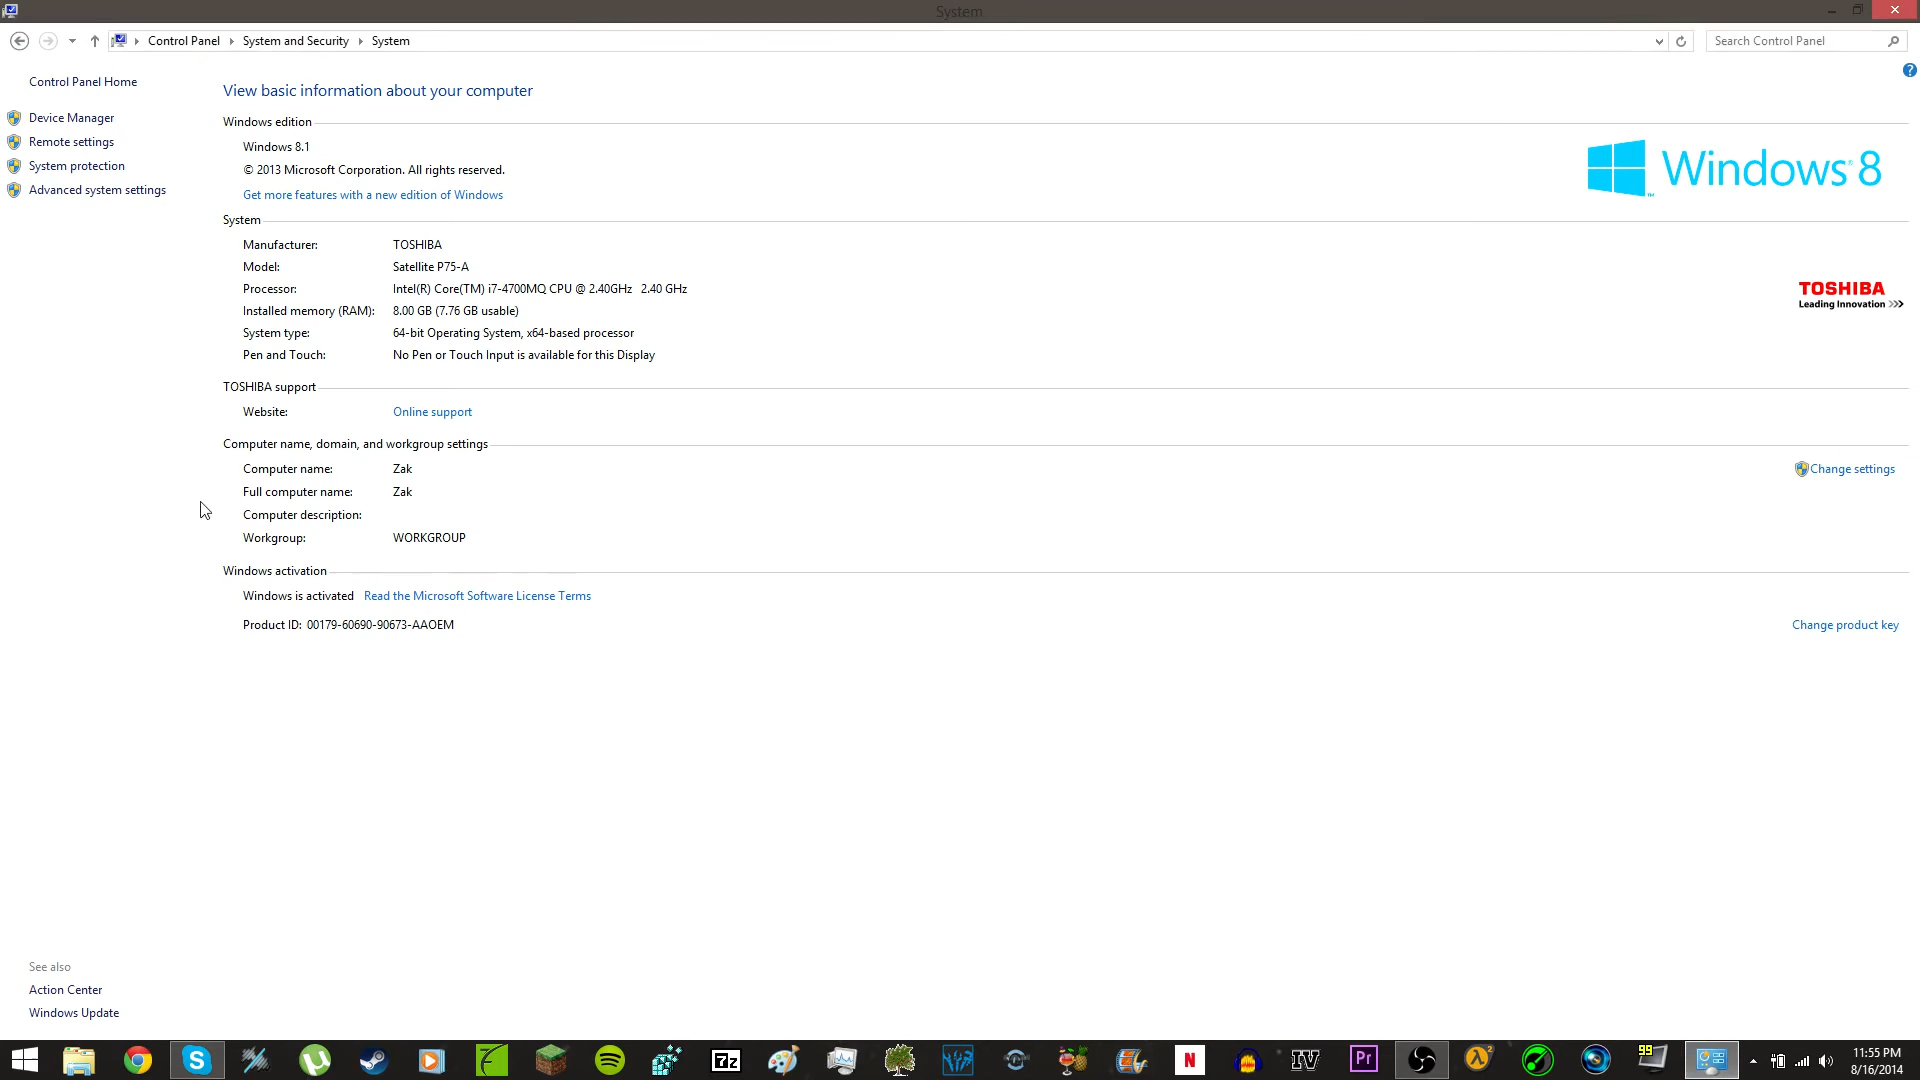 System
Control Panel System and Security System
Search Control Panel
Control Panel Home
Device Manager
Remote settings
System protection
Advanced system settings
View basic information about your computer
Windows edition
Windows 8.1
© 2013 Microsoft Corporation. All rights reserved.
Get more features with a new edition of Windows
Windows® 8
System
Manufacturer: TOSHIBA
Model: Satellite P75-A
Processor: Intel(R) Core(TM) i7-4700MQ CPU @ 2.40GHz 2.40 GHz
Installed memory (RAM): 8.00 GB (7.76 GB usable)
System type: 64-bit Operating System, x64-based processor
Pen and Touch: No Pen or Touch Input is available for this Display
TOSHIBA
Leading Innovation >>>
TOSHIBA support
Website: Online support
Computer name, domain, and workgroup settings
Computer name: Zak
Change settings
Full computer name: Zak
Computer description:
Workgroup: WORKGROUP
Windows activation
Windows is activated Read the Microsoft Software License Terms
Product ID: 00179-60690-90673-AAOEM
Change product key
See also
Action Center
Windows Update
S
7z
N
IV
Pr
99
11:55 PM
8/16/2014